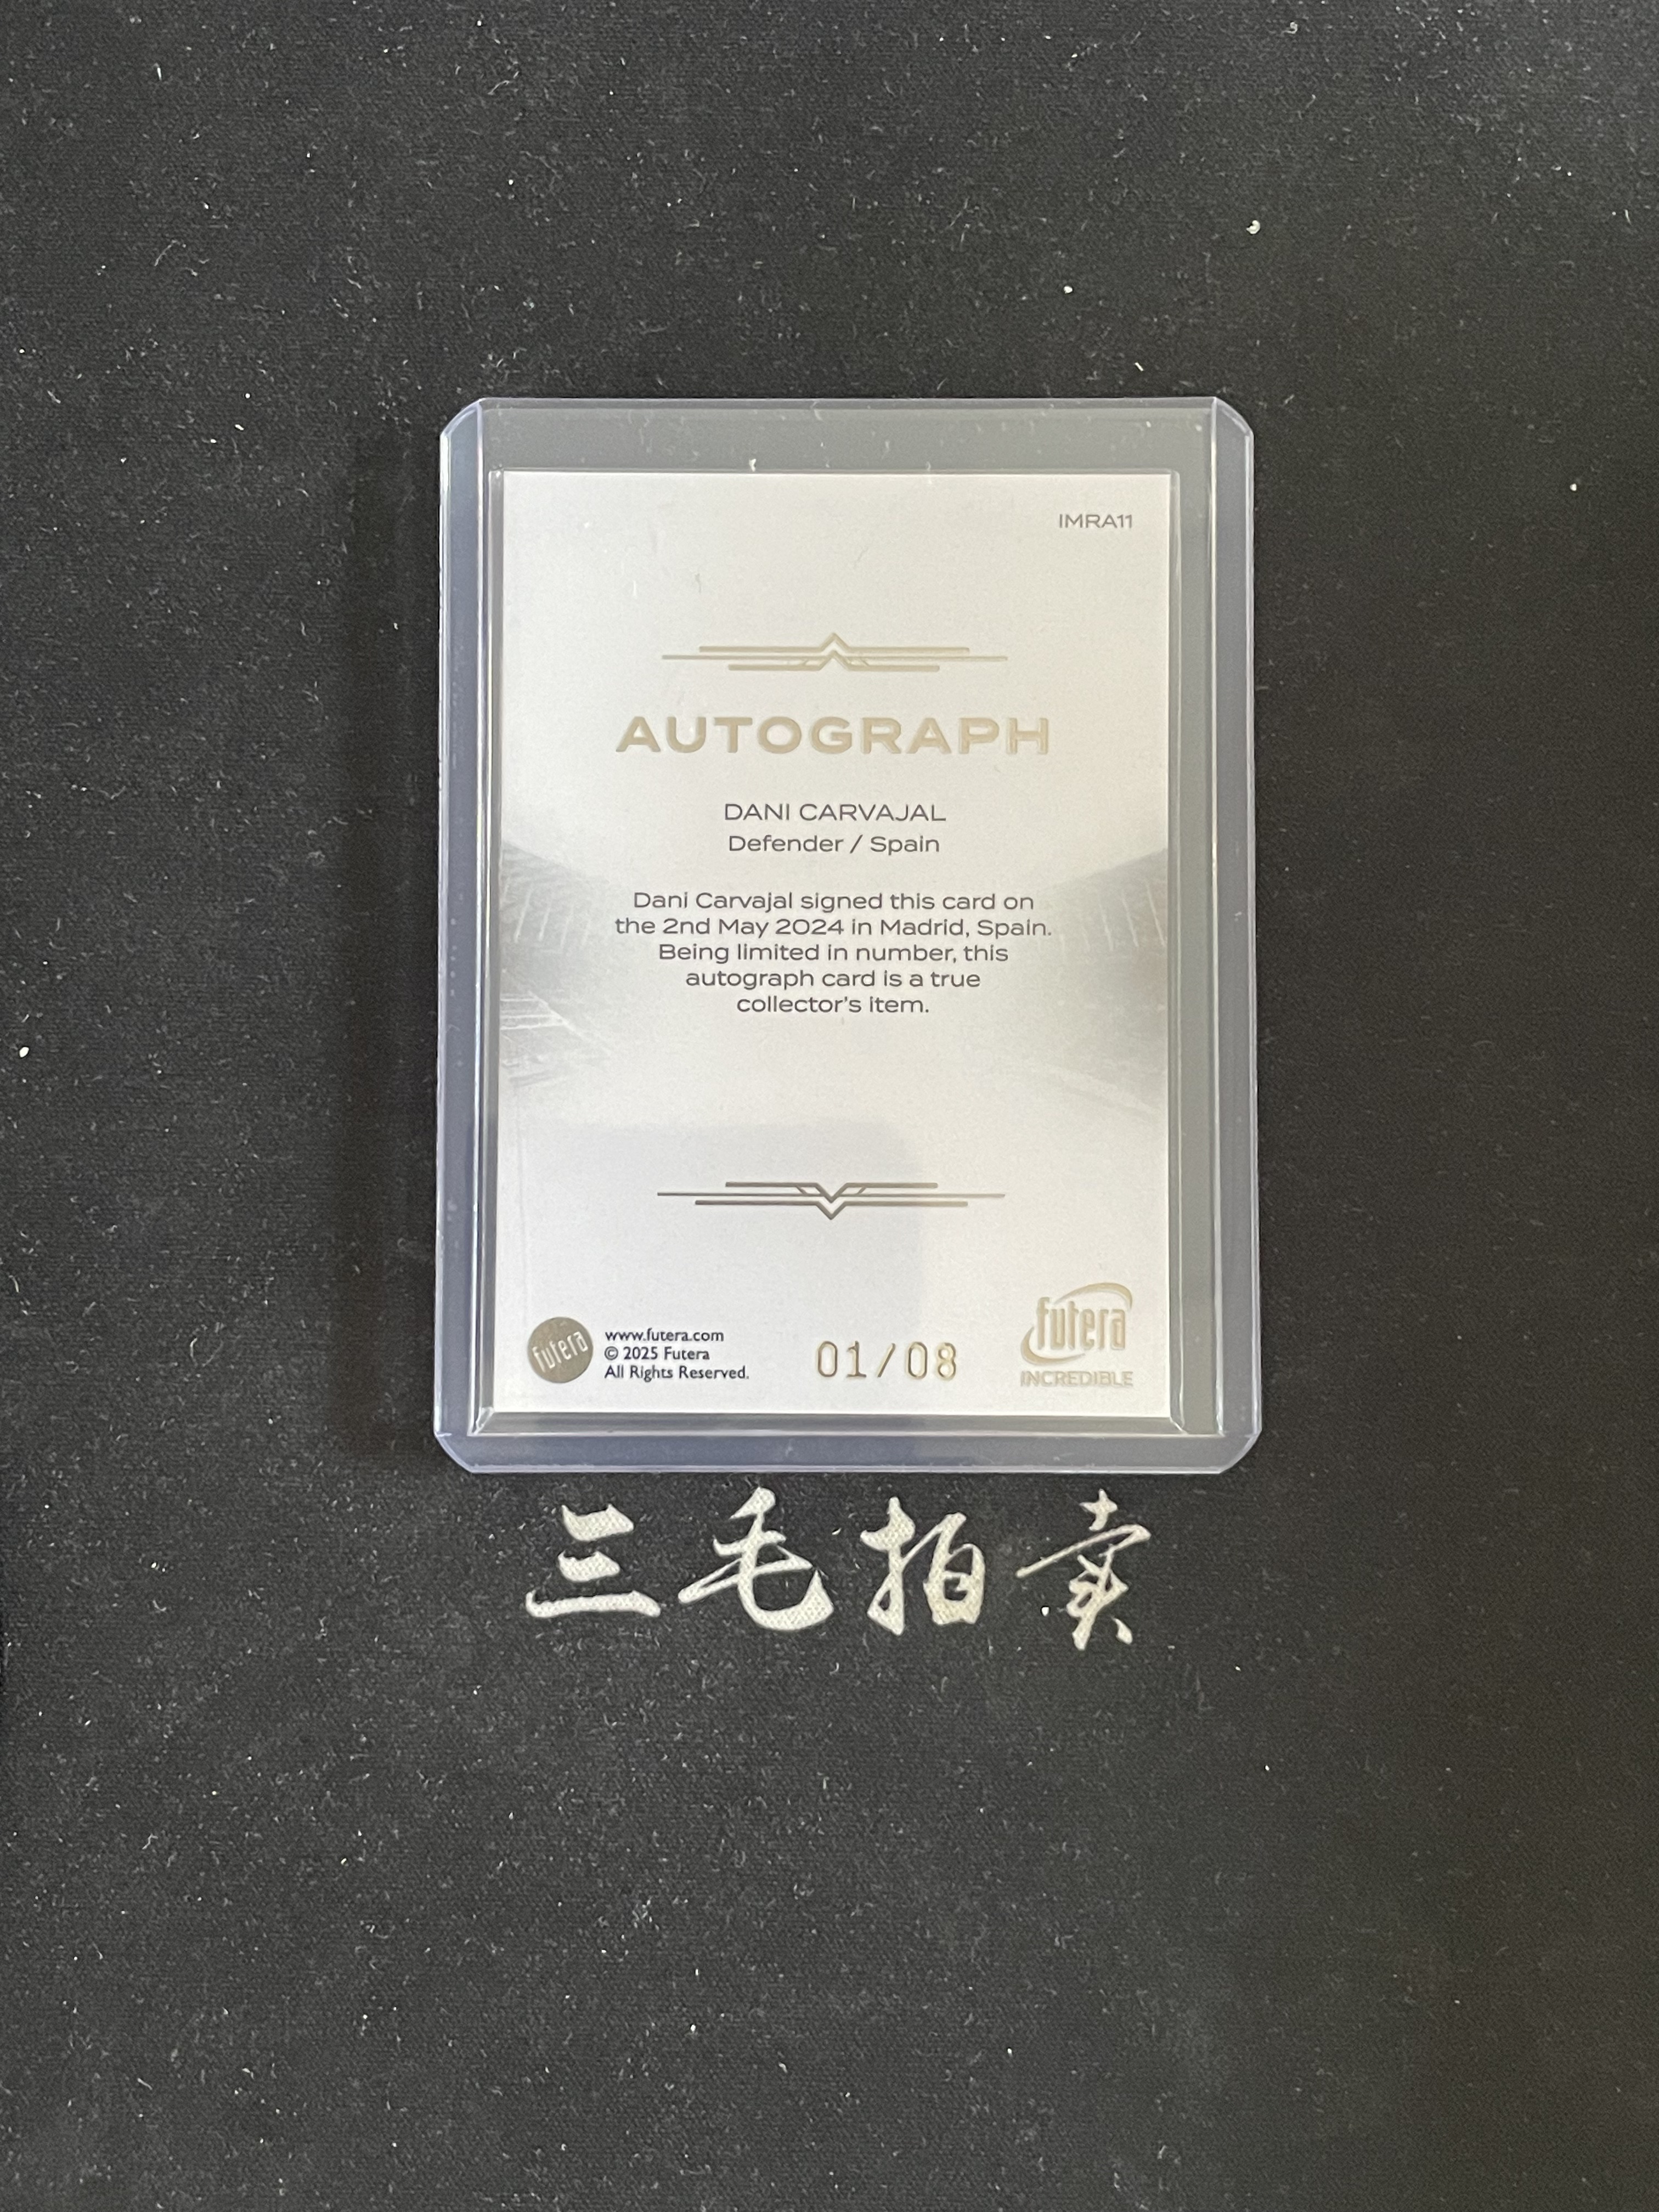 IMRA11
AUTOGRAPH
DANI CARVAJAL
Defender / Spain
Dani Carvajal signed this card on
the 2nd May 2024 in Madrid, Spain.
Being limited in number, this
autograph card is a true
collector's item.
futera
www.futera.com
© 2025 Futera
All Rights Reserved.
01/08
futera
INCREDIBLE
三毛拍卖